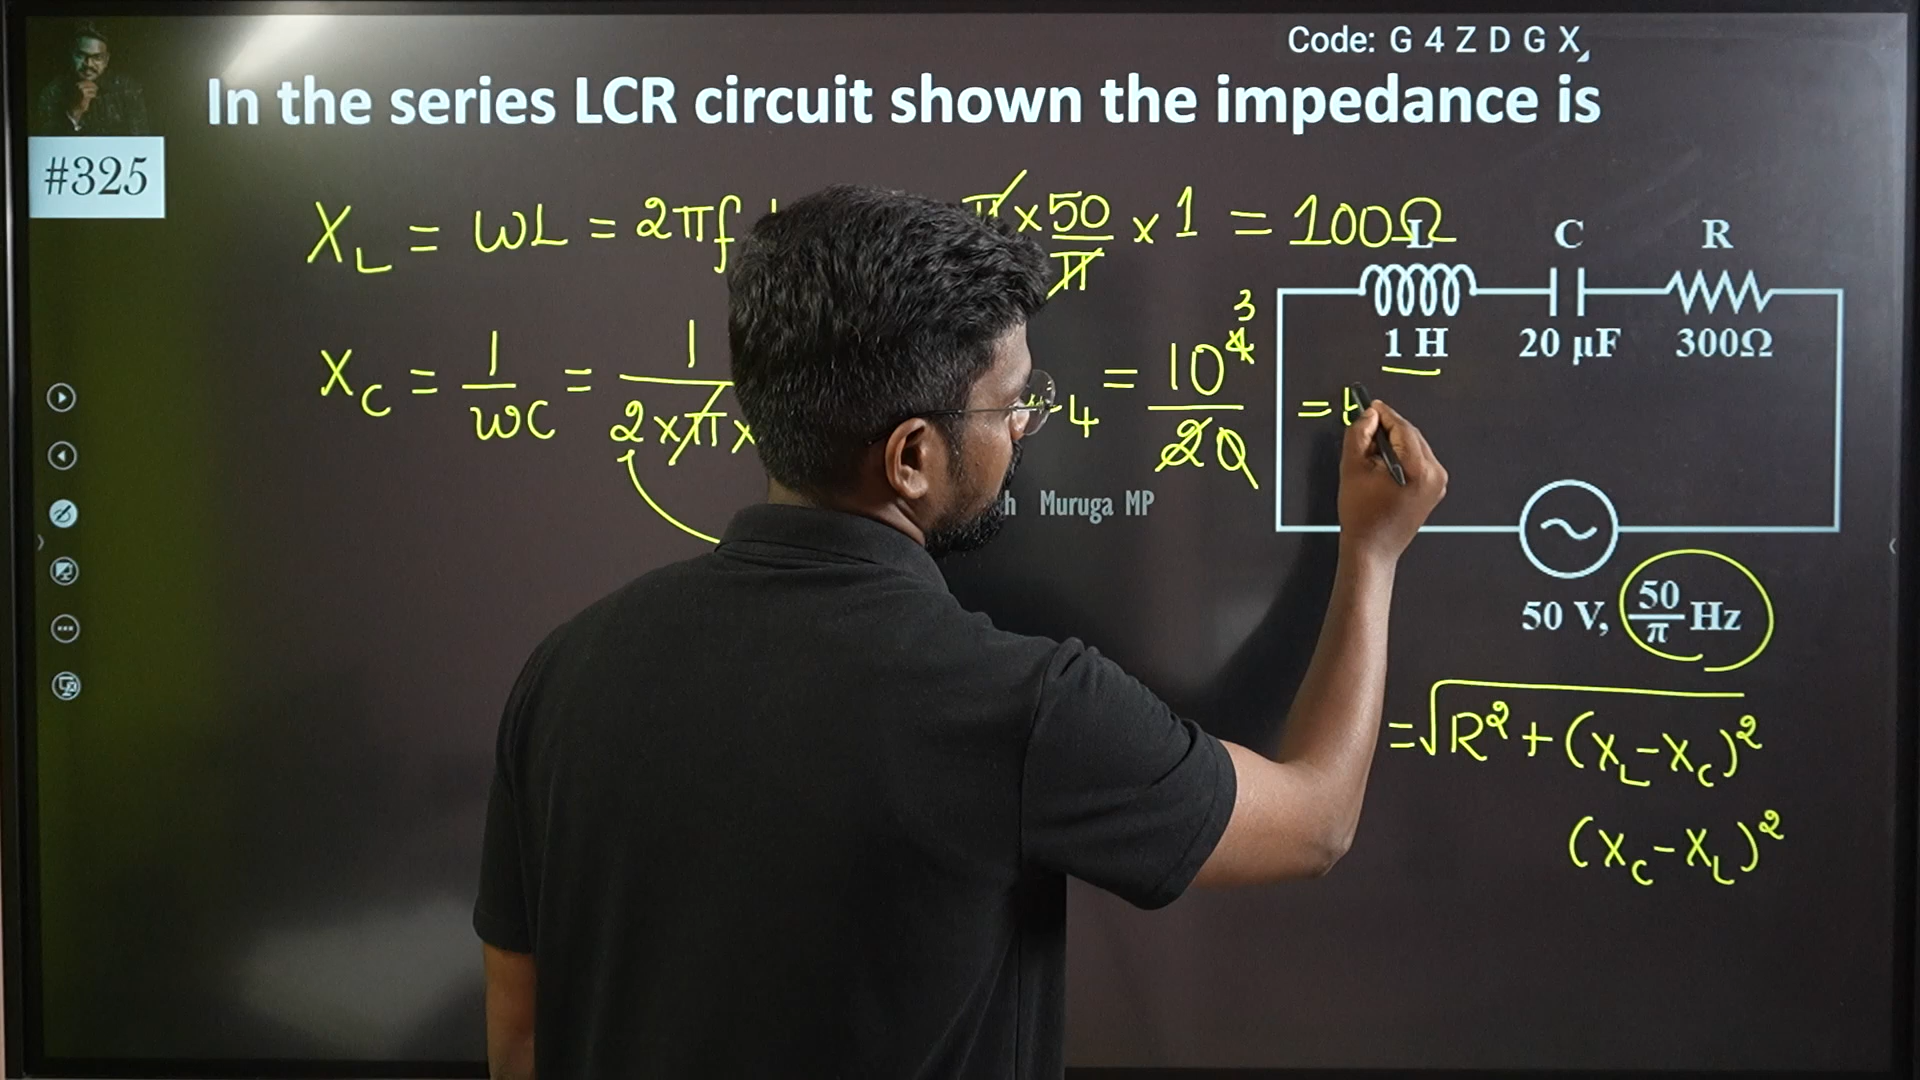 Code: G 4 Z D G X
In the series LCR circuit shown the impedance is
#325
X_L = ωL = 2πf
π × 50/π × 1 = 100Ω
L C R
1 H 20 μF 300Ω
X_C = 1/ωC = 1/2×π×
-4 = 10^4 3/20 =
Muruga MP
50 V, 50/π Hz
= √R² + (X_L - X_C)²
(X_C - X_L)²